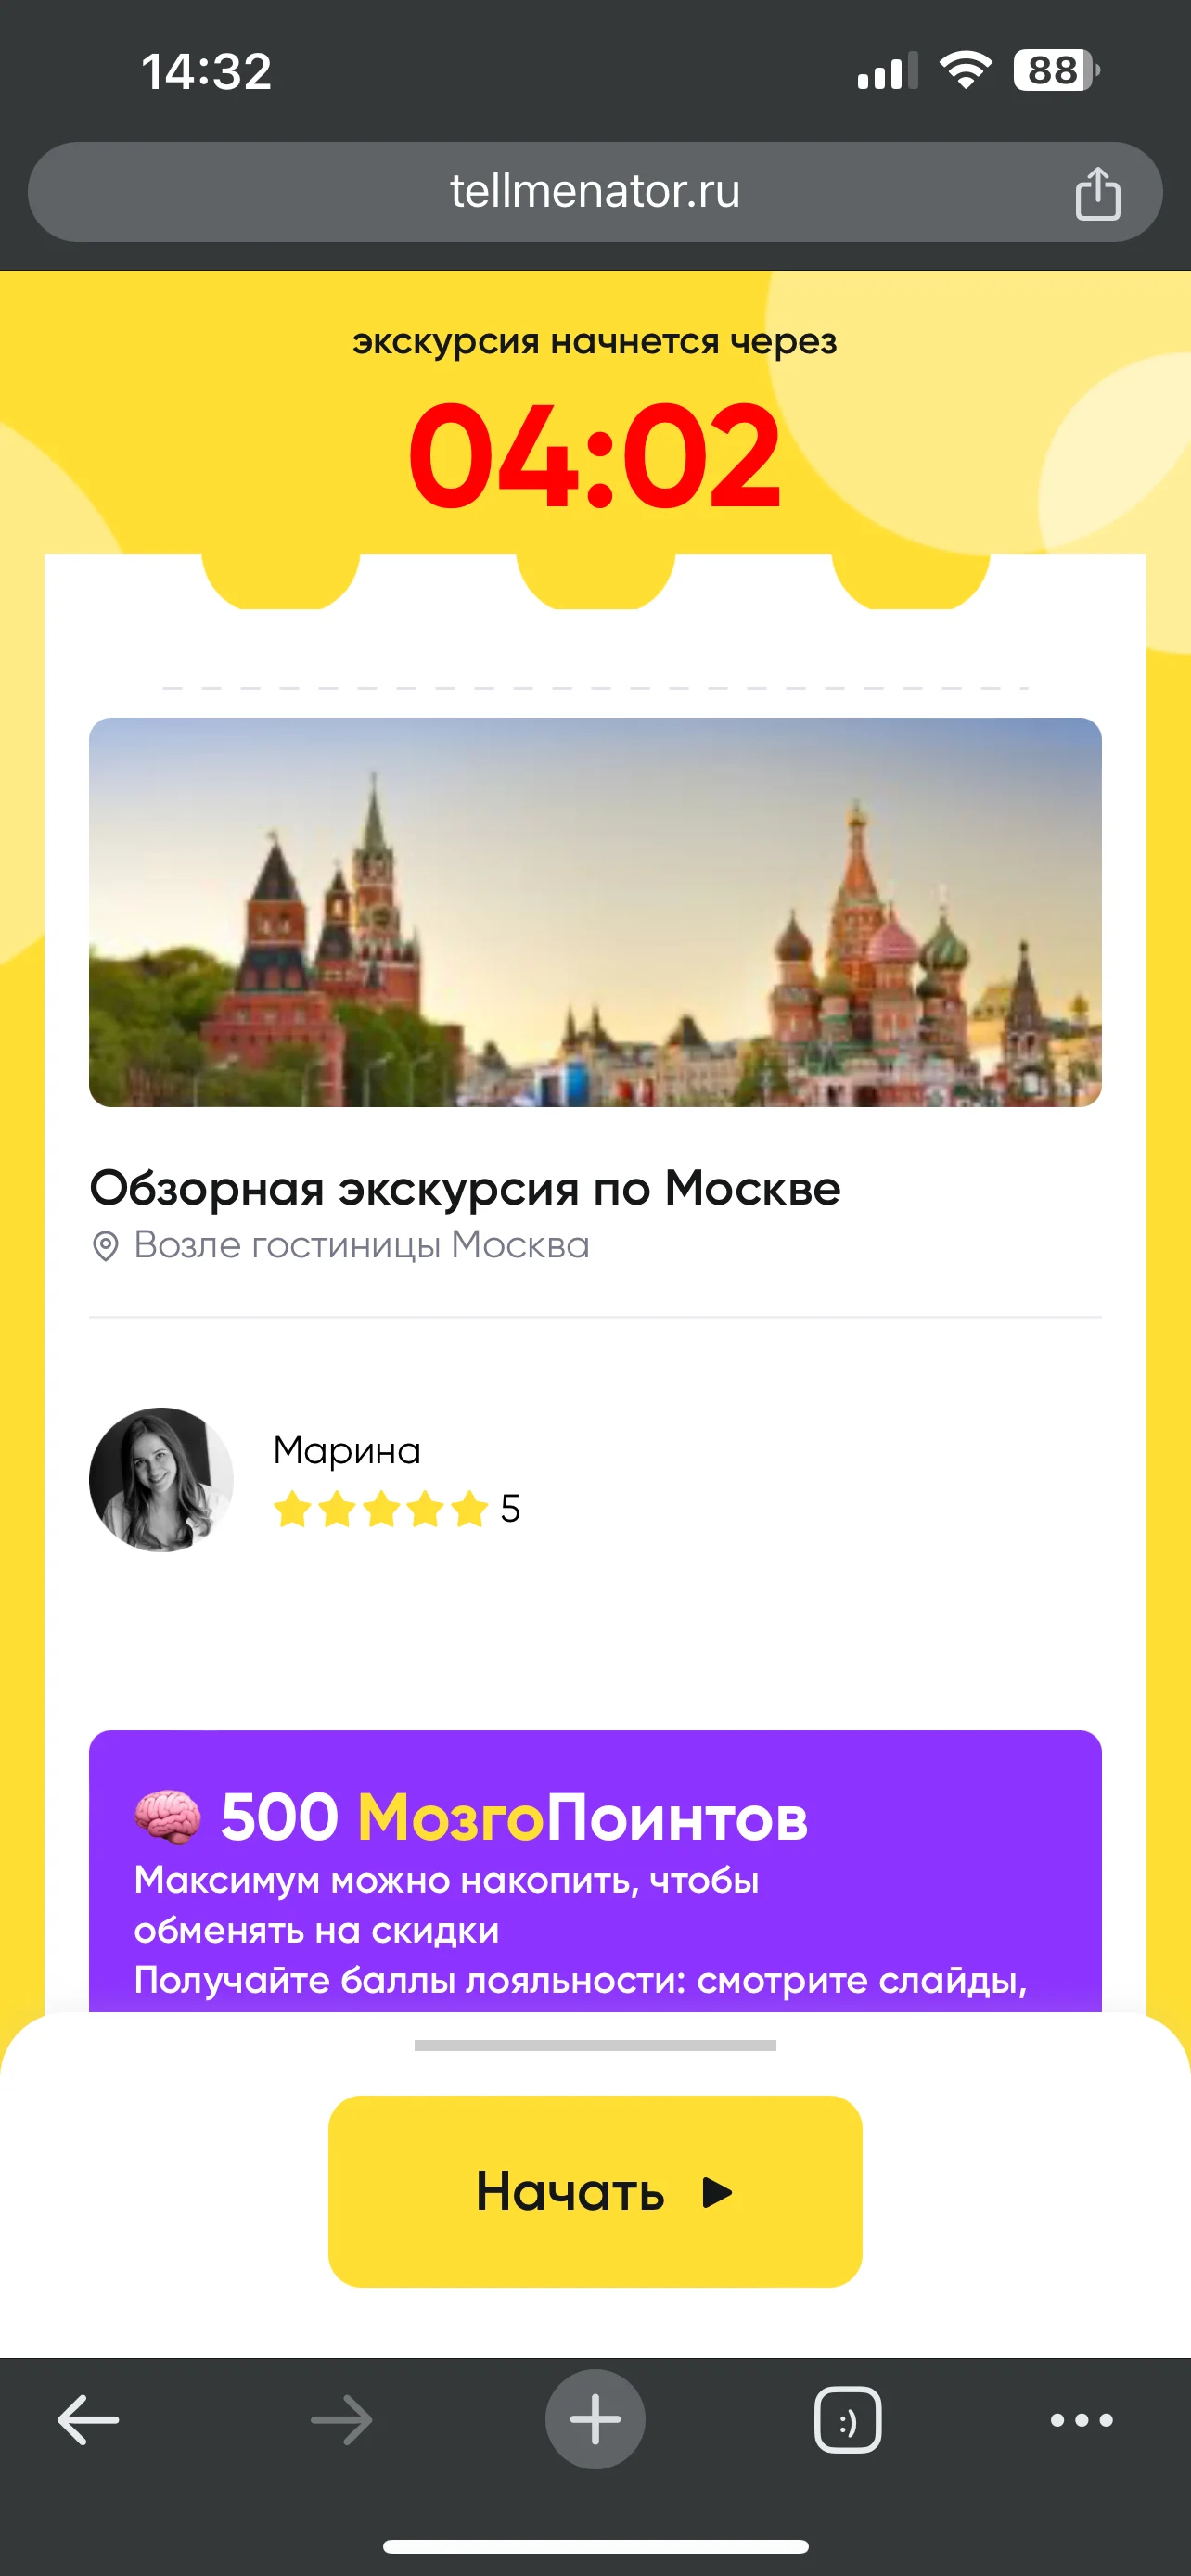 14:32
88
tellmenator.ru
экскурсия начнется через
04:02
Обзорная экскурсия по Москве
Возле гостиницы Москва
Марина
5
500 МозгоПоинтов
Максимум можно накопить, чтобы
обменять на скидки
Получайте баллы лояльности: смотрите слайды,
Начать
:)